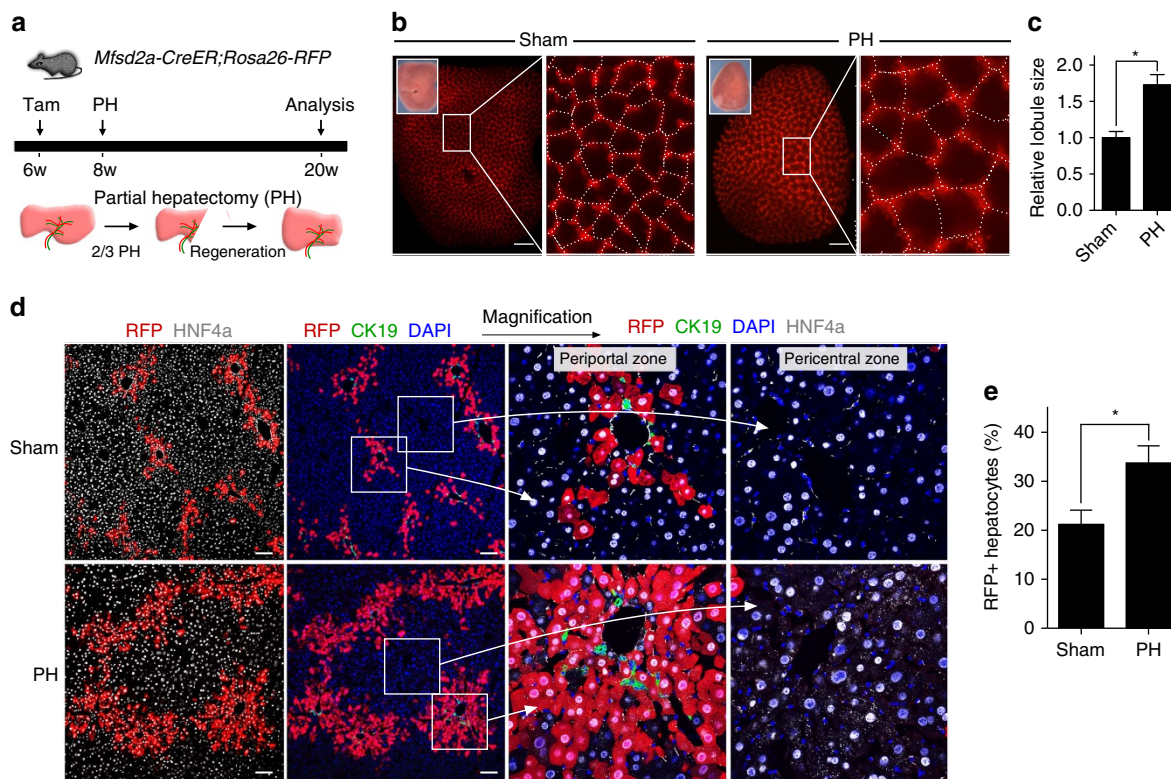 a
Mfsd2a-CreER;Rosa26-RFP
Tam PH Analysis
6w 8w 20w
Partial hepatectomy (PH)
2/3 PH Regeneration
b
Sham PH
c
Relative lobule size
2.0
1.5
1.0
0.5
0.0
*
Sham PH
d
RFP HNF4a RFP CK19 DAPI Magnification RFP CK19 DAPI HNF4a
Periportal zone Pericentral zone
Sham
PH
e
RFP+ hepatocytes (%)
40
30
20
10
0
*
Sham PH